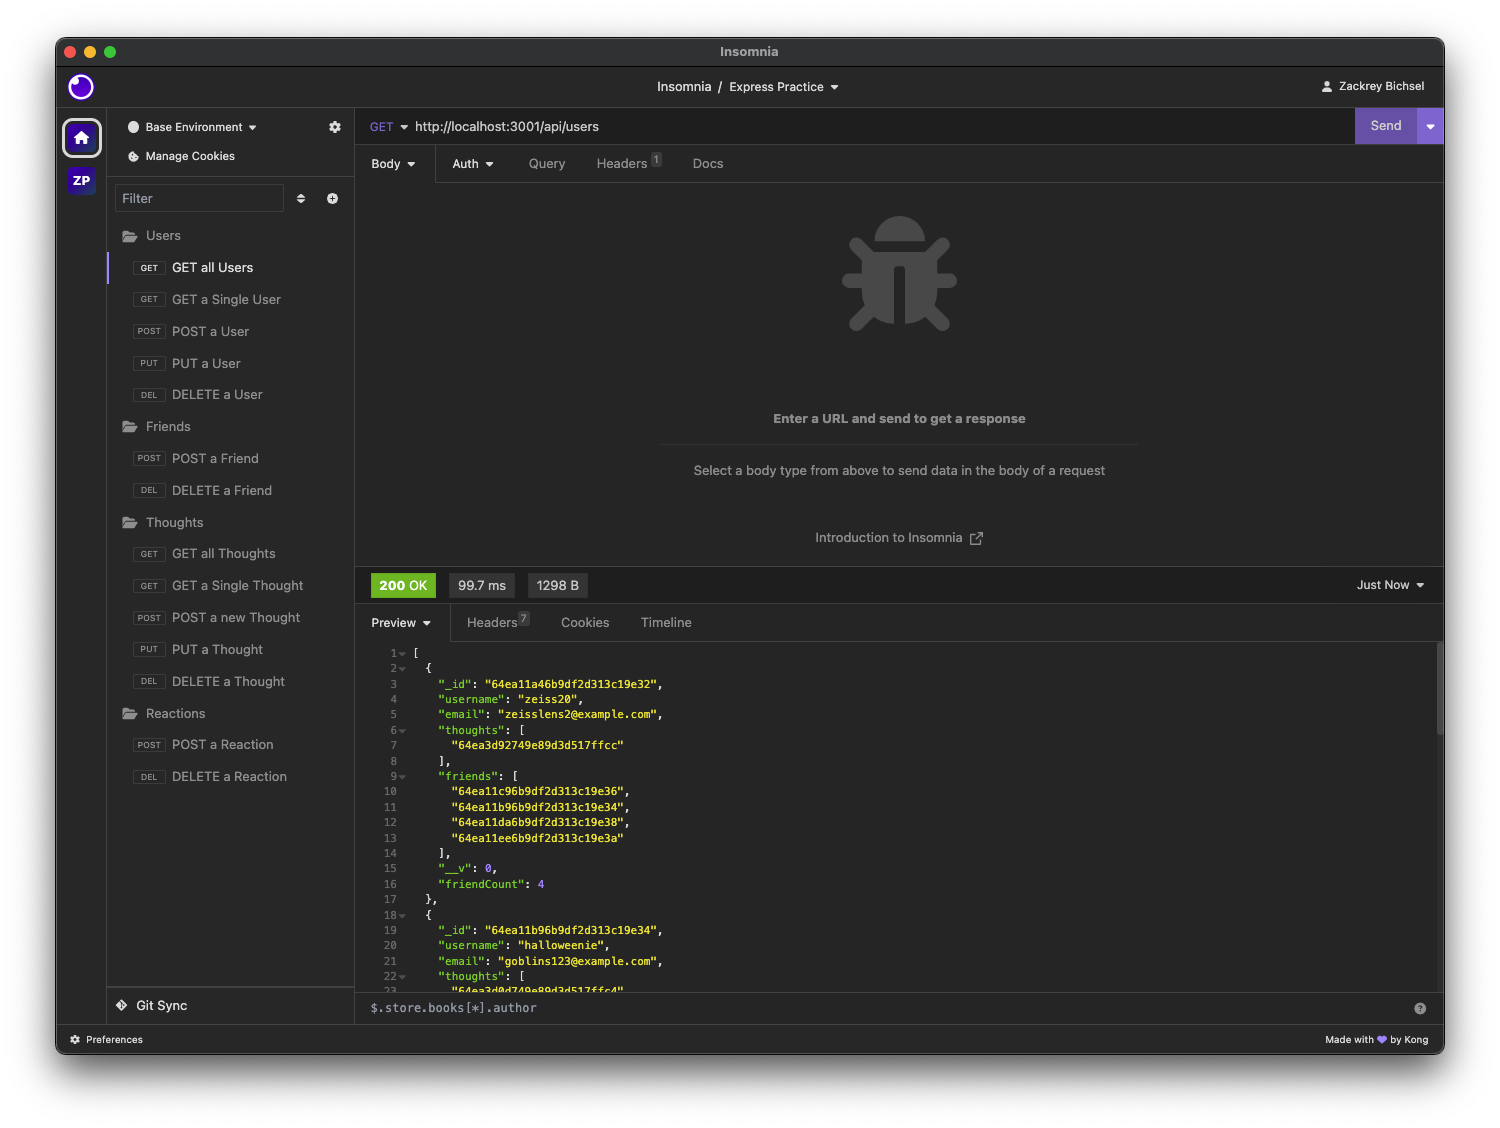 Insomnia
Insomnia / Express Practice
Zackrey Bichsel
Base Environment
Manage Cookies
ZP
Filter
Users
GET GET all Users
GET GET a Single User
POST POST a User
PUT PUT a User
DEL DELETE a User
Friends
POST POST a Friend
DEL DELETE a Friend
Thoughts
GET GET all Thoughts
GET GET a Single Thought
POST POST a new Thought
PUT PUT a Thought
DEL DELETE a Thought
Reactions
POST POST a Reaction
DEL DELETE a Reaction
Git Sync
Preferences
GET http://localhost:3001/api/users
Send
Body Auth Query Headers 1 Docs
Enter a URL and send to get a response
Select a body type from above to send data in the body of a request
Introduction to Insomnia
200 OK 99.7 ms 1298 B
Just Now
Preview Headers 7 Cookies Timeline
1 [
2 {
3 "_id": "64ea11a46b9df2d313c19e32",
4 "username": "zeiss20",
5 "email": "zeisslens2@example.com",
6 "thoughts": [
7 "64ea3d92749e89d3d517ffcc"
8 ],
9 "friends": [
10 "64ea11c96b9df2d313c19e36",
11 "64ea11b96b9df2d313c19e34",
12 "64ea11da6b9df2d313c19e38",
13 "64ea11ee6b9df2d313c19e3a"
14 ],
15 "__v": 0,
16 "friendCount": 4
17 },
18 {
19 "_id": "64ea11b96b9df2d313c19e34",
20 "username": "halloweenie",
21 "email": "goblins123@example.com",
22 "thoughts": [
23 "64ea3d0d749e89d3d517ffc4"
$.store.books[*].author
Made with by Kong